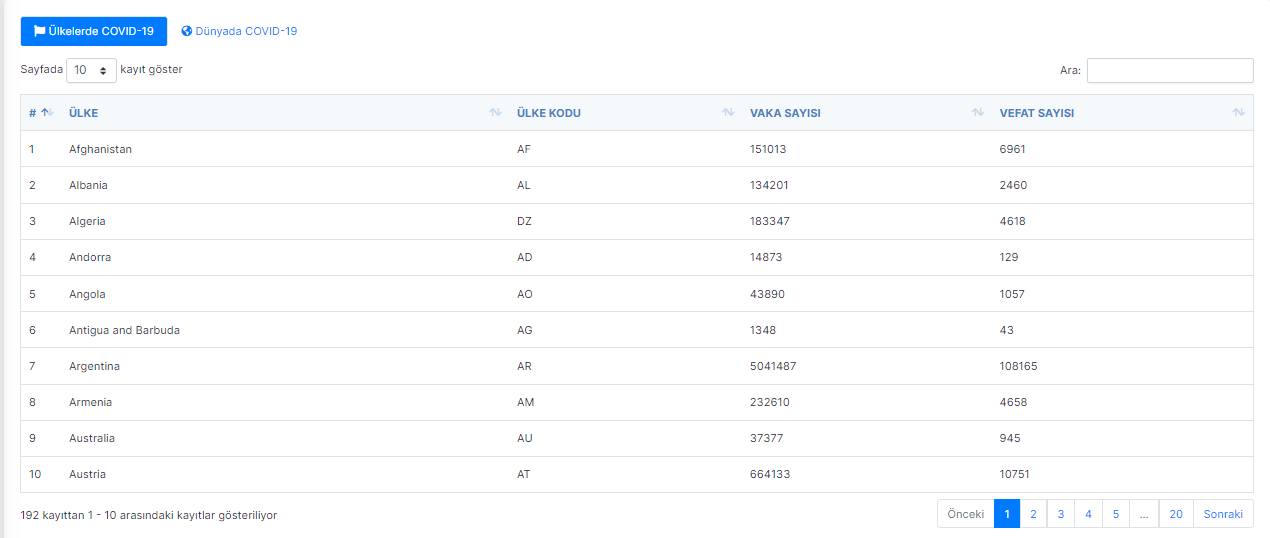 Ülkelerde COVID-19 Dünyada COVID-19
Sayfada 10 kayıt göster Ara:
# ÜLKE ÜLKE KODU VAKA SAYISI VEFAT SAYISI
1 Afghanistan AF 151013 6961
2 Albania AL 134201 2460
3 Algeria DZ 183347 4618
4 Andorra AD 14873 129
5 Angola AO 43890 1057
6 Antigua and Barbuda AG 1348 43
7 Argentina AR 5041487 108165
8 Armenia AM 232610 4658
9 Australia AU 37377 945
10 Austria AT 664133 10751
192 kayıttan 1 - 10 arasındaki kayıtlar gösteriliyor Önceki 1 2 3 4 5 ... 20 Sonraki